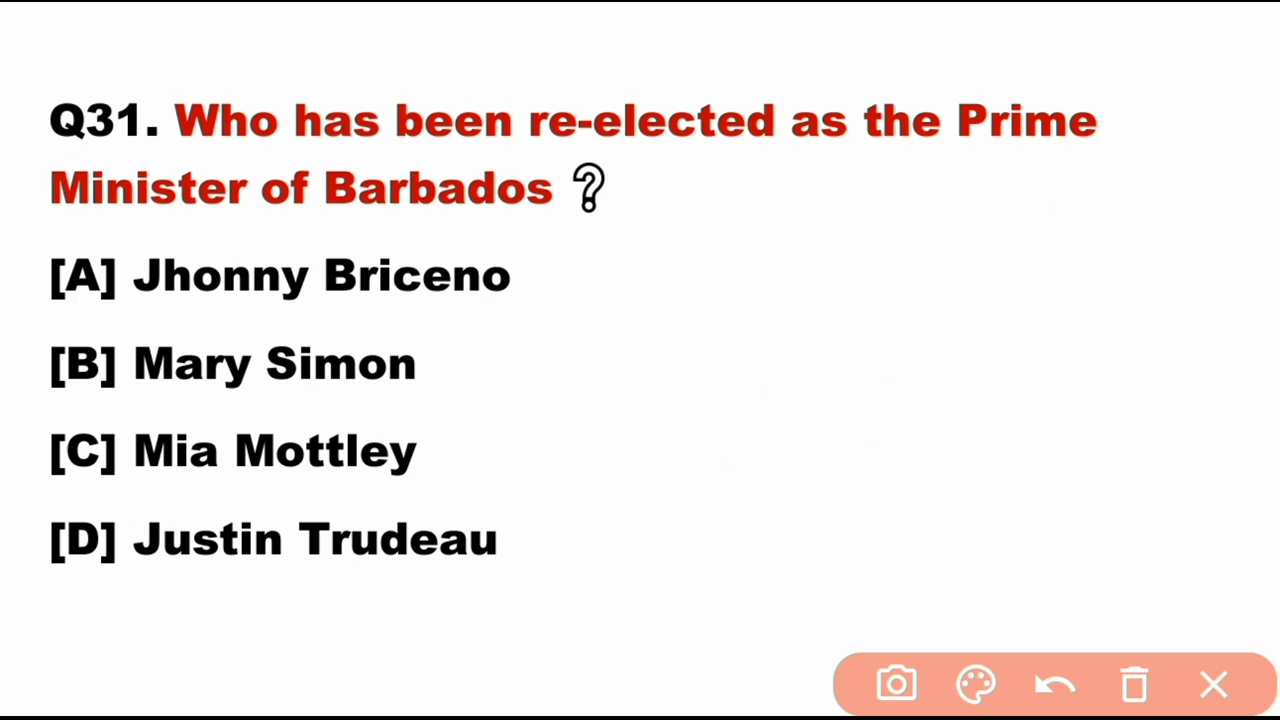 Q31. Who has been re-elected as the Prime
Minister of Barbados ?
[A] Jhonny Briceno
[B] Mary Simon
[C] Mia Mottley
[D] Justin Trudeau